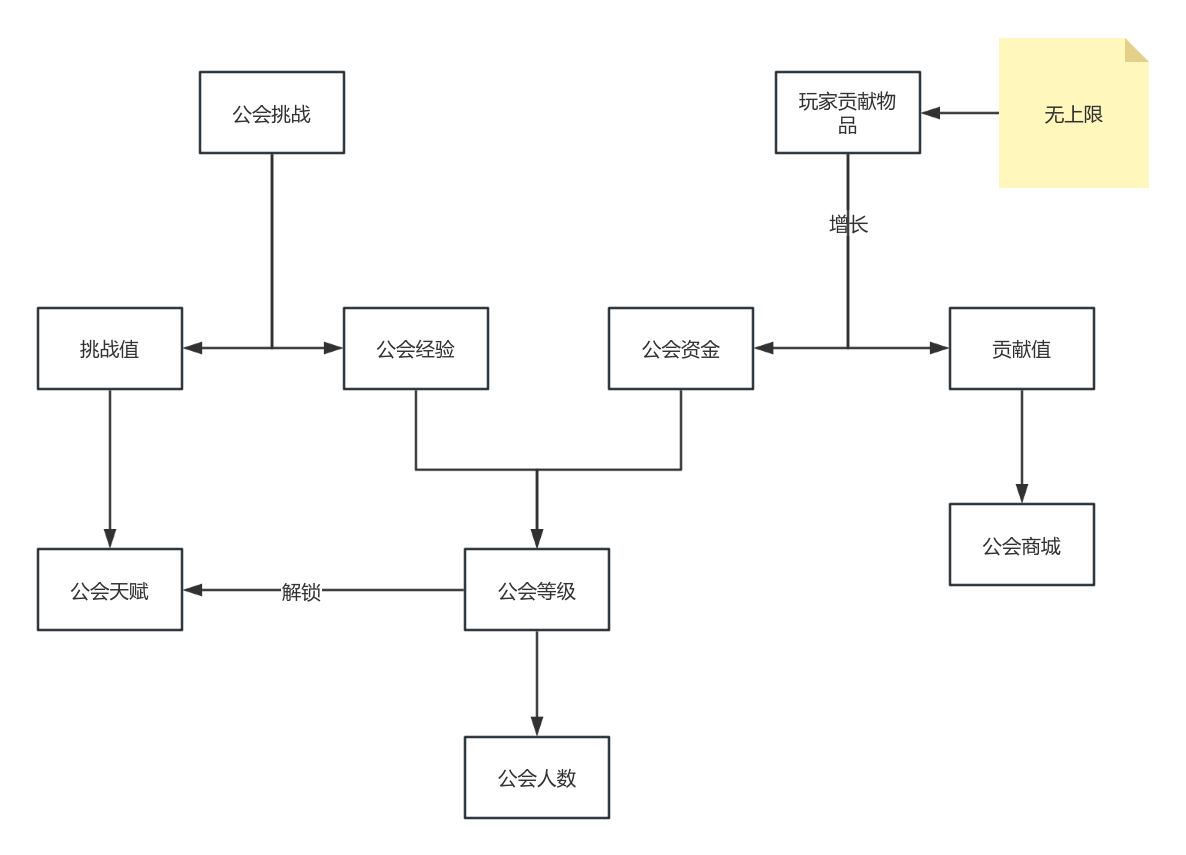 公会挑战
玩家贡献物
品
无上限
增长
挑战值
公会经验
公会资金
贡献值
公会商城
公会天赋
解锁
公会等级
公会人数